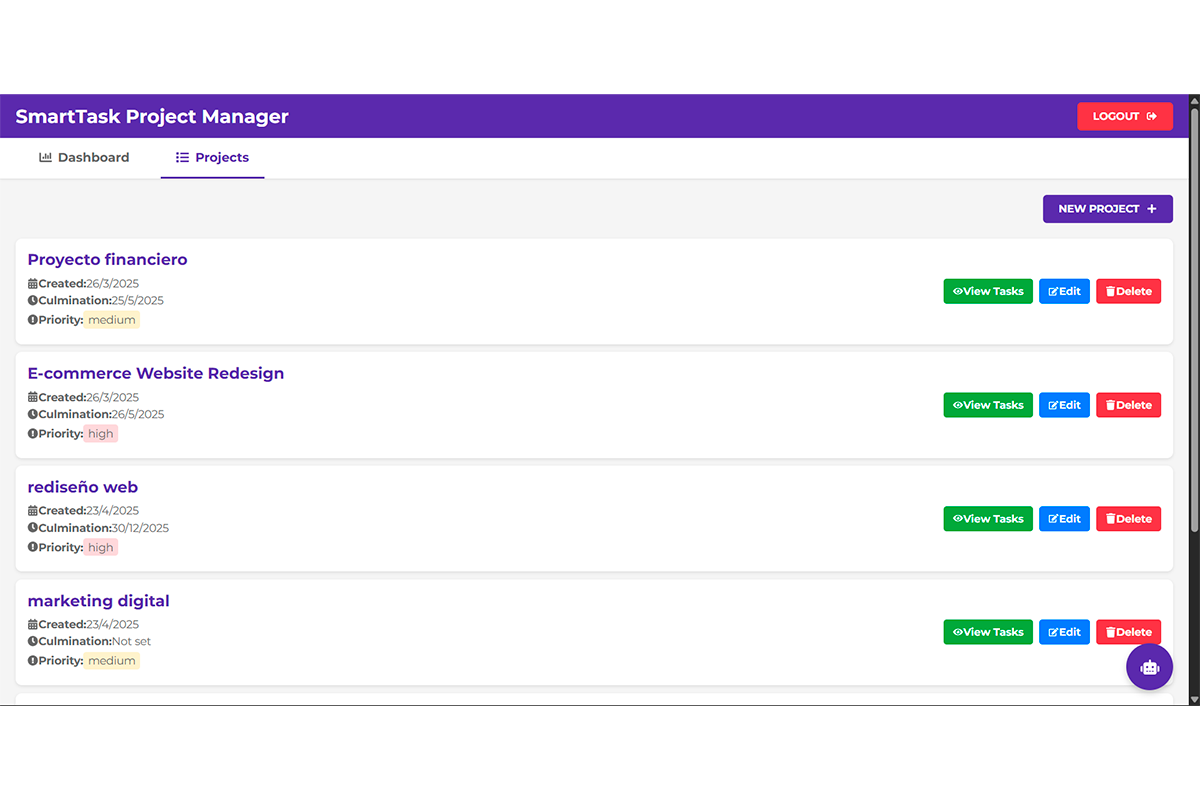 SmartTask Project Manager
LOGOUT
Dashboard
Projects
NEW PROJECT
Proyecto financiero
Created:26/3/2025
Culmination:25/5/2025
Priority: medium
View Tasks
Edit
Delete
E-commerce Website Redesign
Created:26/3/2025
Culmination:26/5/2025
Priority: high
View Tasks
Edit
Delete
rediseño web
Created:23/4/2025
Culmination:30/12/2025
Priority: high
View Tasks
Edit
Delete
marketing digital
Created:23/4/2025
Culmination:Not set
Priority: medium
View Tasks
Edit
Delete